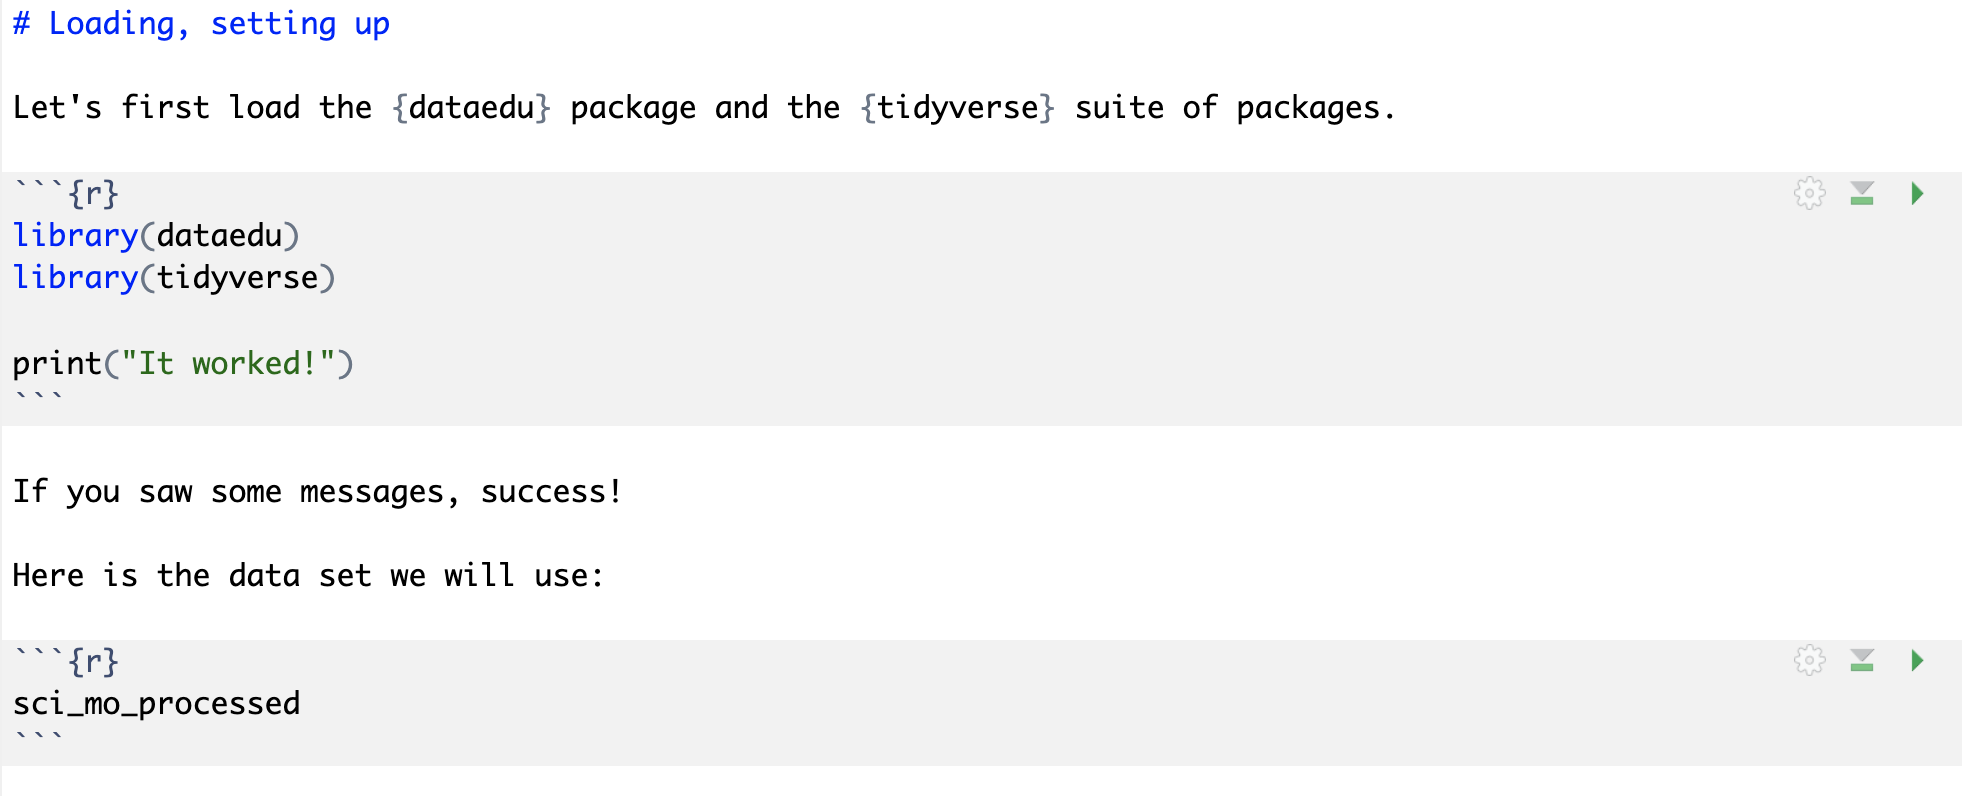 # Loading, setting up
Let's first load the {dataedu} package and the {tidyverse} suite of packages.
```{r}
library(dataedu)
library(tidyverse)
print("It worked!")
```
If you saw some messages, success!
Here is the data set we will use:
```{r}
sci_mo_processed
```